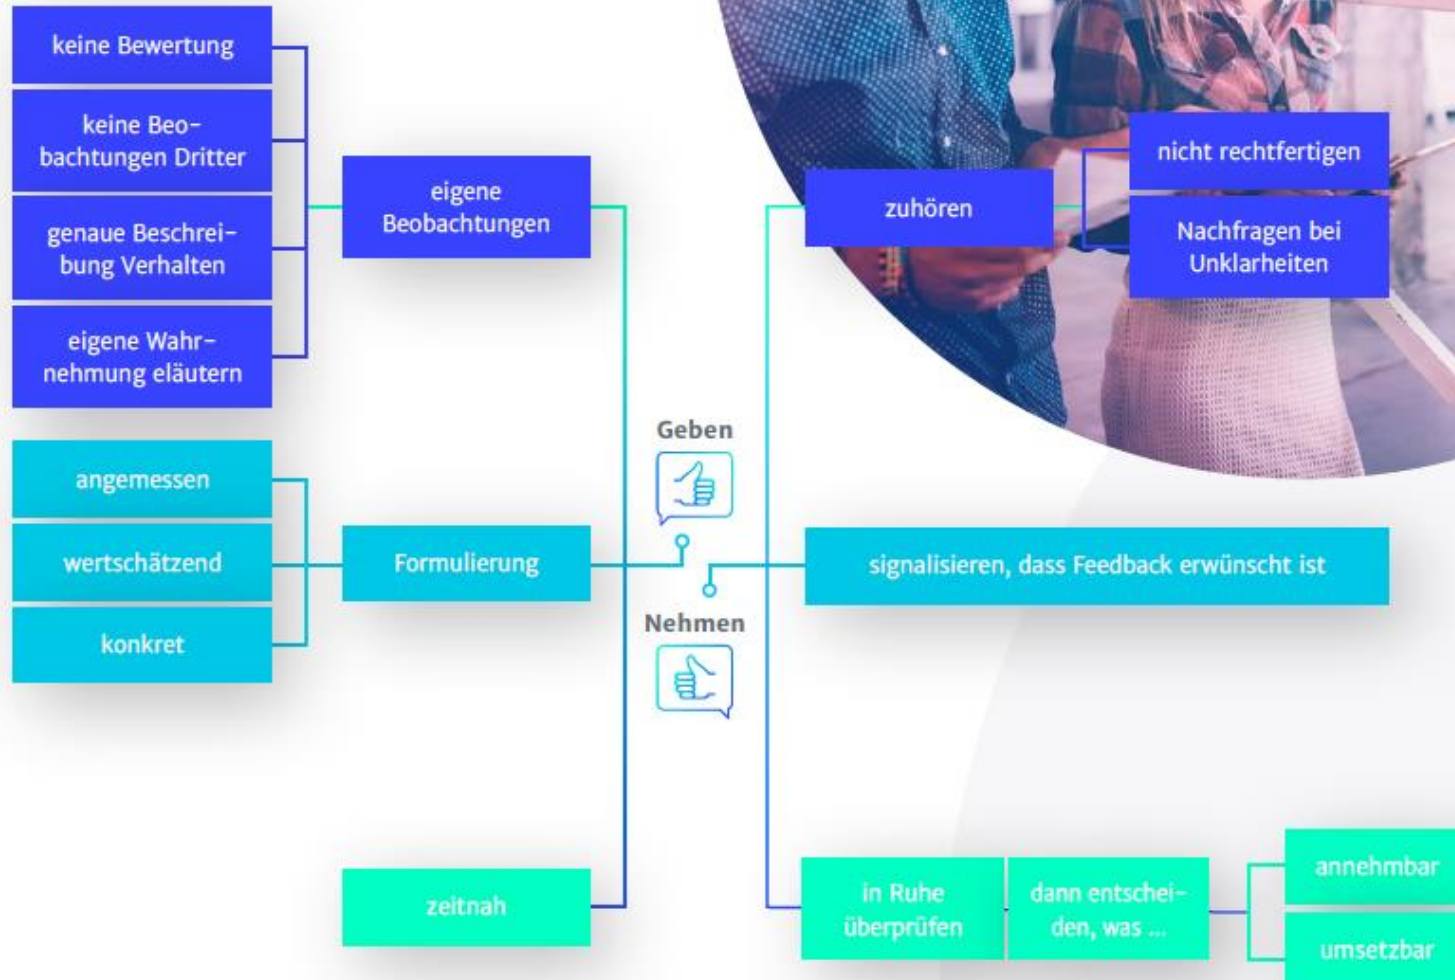 keine Bewertung
keine Beo-
bachtungen Dritter
genaue Beschrei-
bung Verhalten
eigene Wahr-
nehmung eläutern
eigene
Beobachtungen
angemessen
wertschätzend
konkret
Formulierung
zeitnah
Geben
Nehmen
zuhören
nicht rechtfertigen
Nachfragen bei
Unklarheiten
signalisieren, dass Feedback erwünscht ist
in Ruhe
überprüfen
dann entschei-
den, was ...
annehmbar
umsetzbar